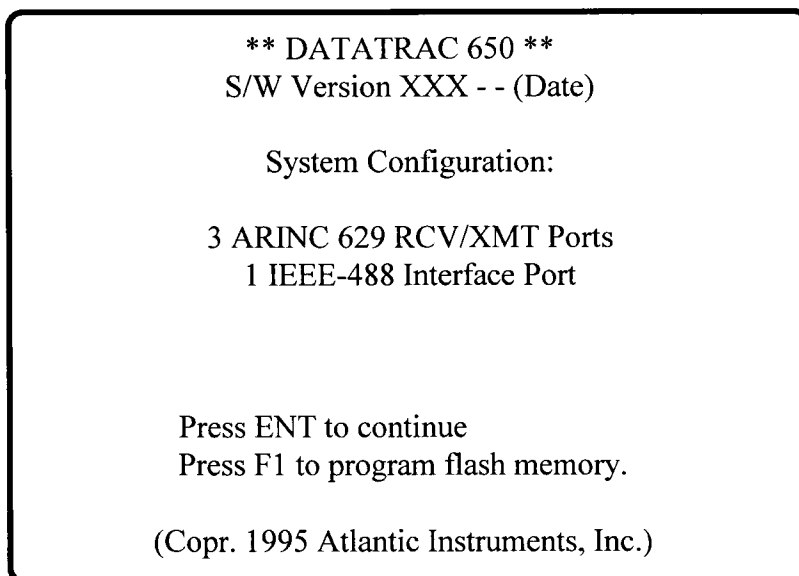 ** DATATRAC 650 **
S/W Version XXX - - (Date)
System Configuration:
3 ARINC 629 RCV/XMT Ports
1 IEEE-488 Interface Port
Press ENT to continue
Press F1 to program flash memory.
(Copr. 1995 Atlantic Instruments, Inc.)